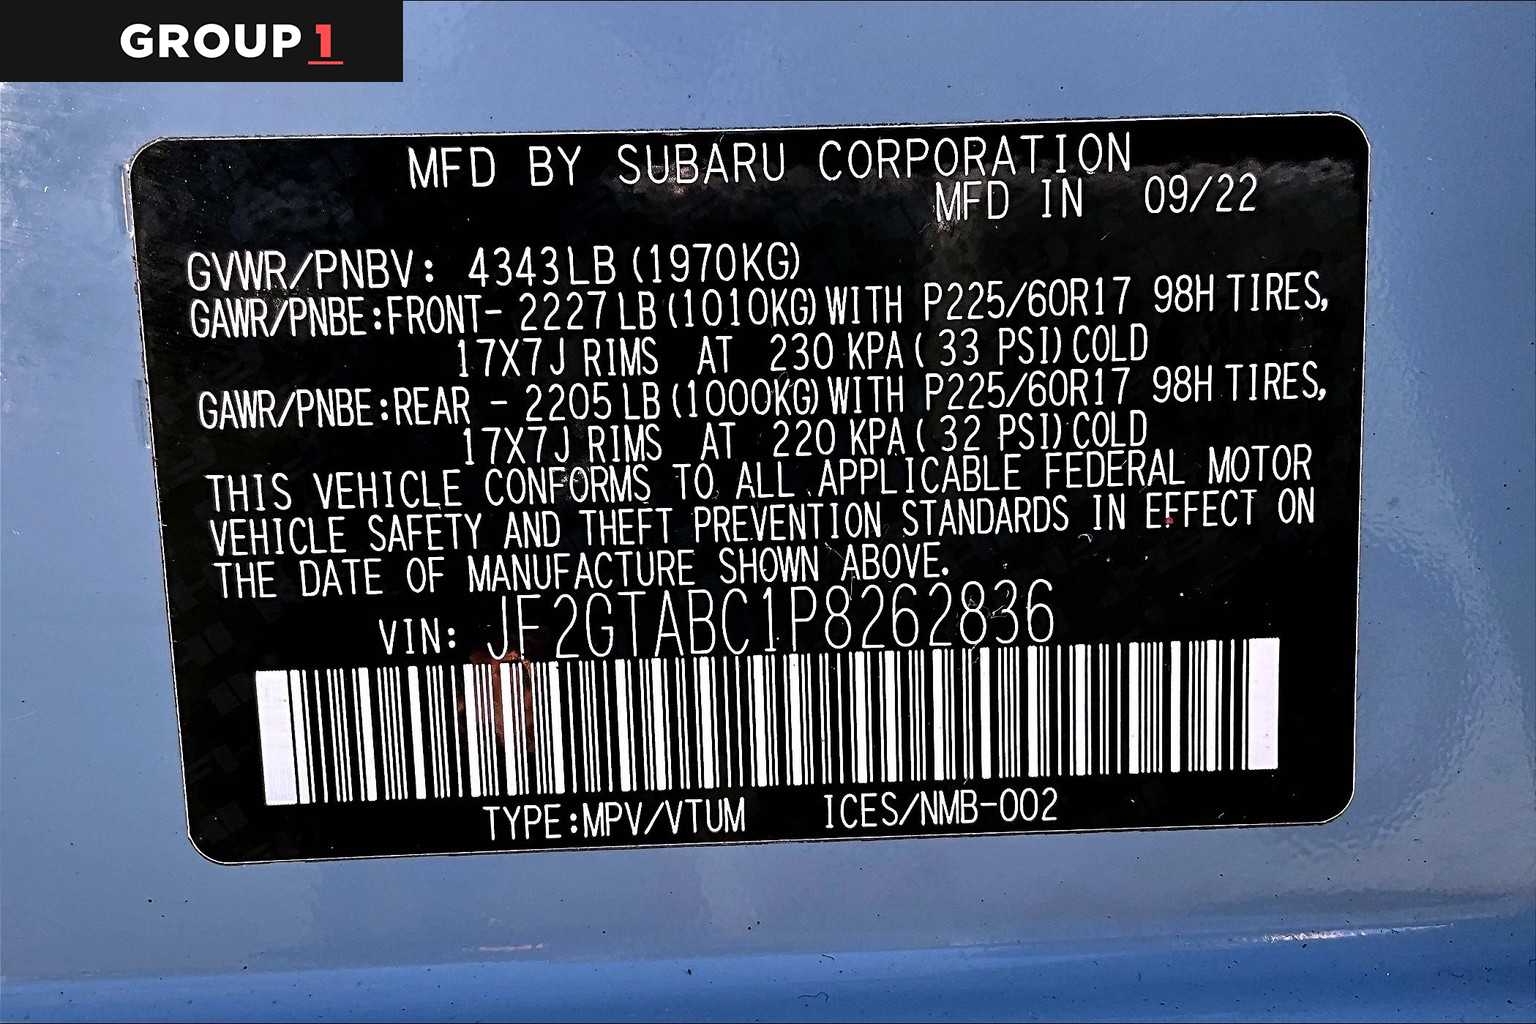 GROUP 1
MFD BY SUBARU CORPORATION
MFD IN 09/22
GVWR/PNBV: 4343LB (1970KG)
GAWR/PNBE:FRONT- 2227LB (1010KG) WITH P225/60R17 98H TIRES,
17X7J RIMS AT 230 KPA( 33 PSI) COLD
GAWR/PNBE:REAR - 2205LB (1000KG) WITH P225/60R17 98H TIRES,
17X7J RIMS AT 220 KPA( 32 PSI) COLD
THIS VEHICLE CONFORMS TO ALL APPLICABLE FEDERAL MOTOR
VEHICLE SAFETY AND THEFT PREVENTION STANDARDS IN EFFECT ON
THE DATE OF MANUFACTURE SHOWN ABOVE.
VIN: JF2GTABC1P8262836
TYPE:MPV/VTUM ICES/NMB-002